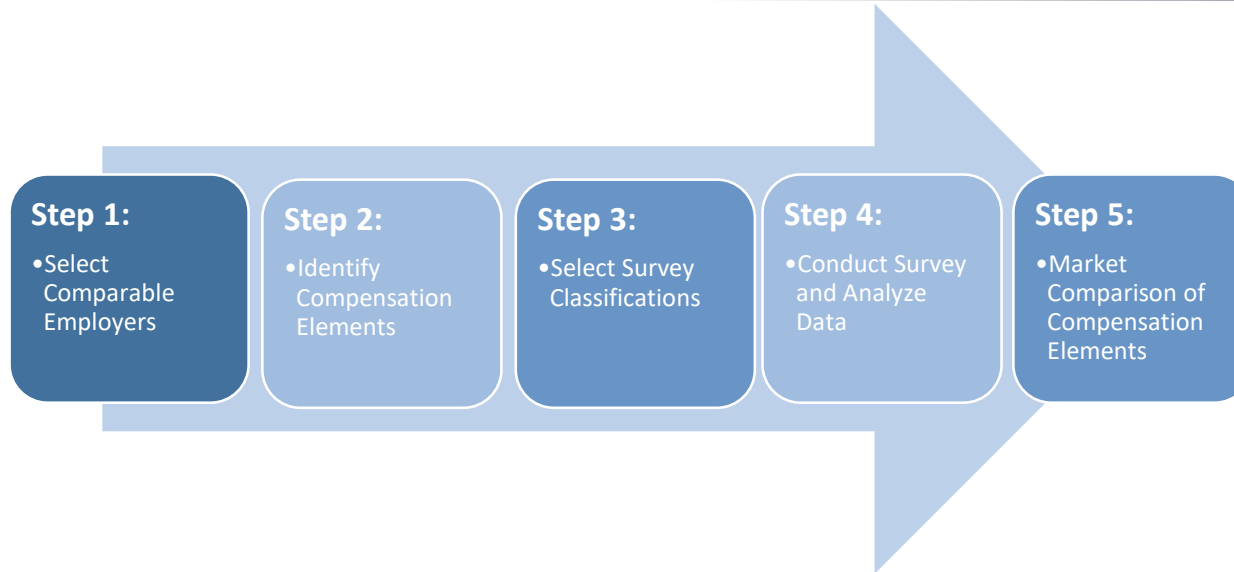 Step 1:
•Select
Comparable
Employers
Step 2:
•Identify
Compensation
Elements
Step 3:
•Select Survey
Classifications
Step 4:
•Conduct Survey
and Analyze
Data
Step 5:
•Market
Comparison of
Compensation
Elements